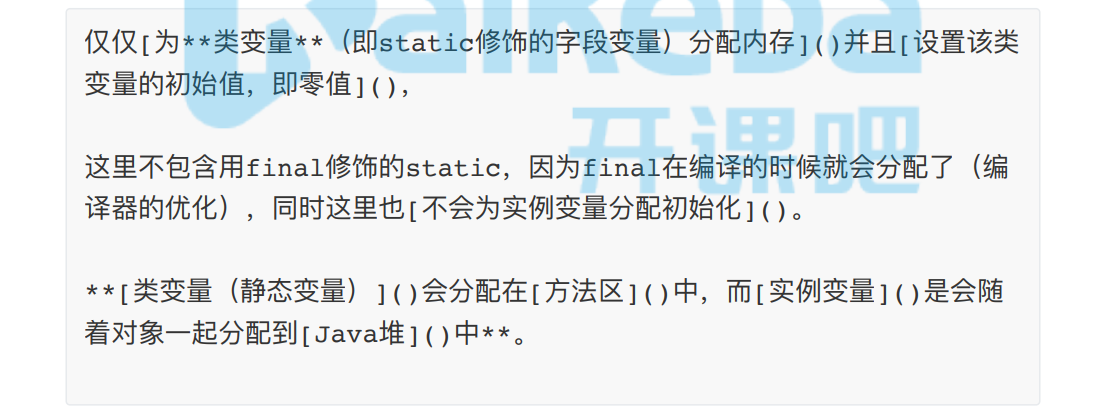 仅仅[为**类变量**（即static修饰的字段变量）分配内存]()并且[设置该类
变量的初始值，即零值](),
这里不包含用final修饰的static，因为final在编译的时候就会分配了（编
译器的优化），同时这里也[不会为实例变量分配初始化]()。
**[类变量（静态变量）]()会分配在[方法区]()中，而[实例变量]()是会随
着对象一起分配到[Java堆]()中**。
开课吧